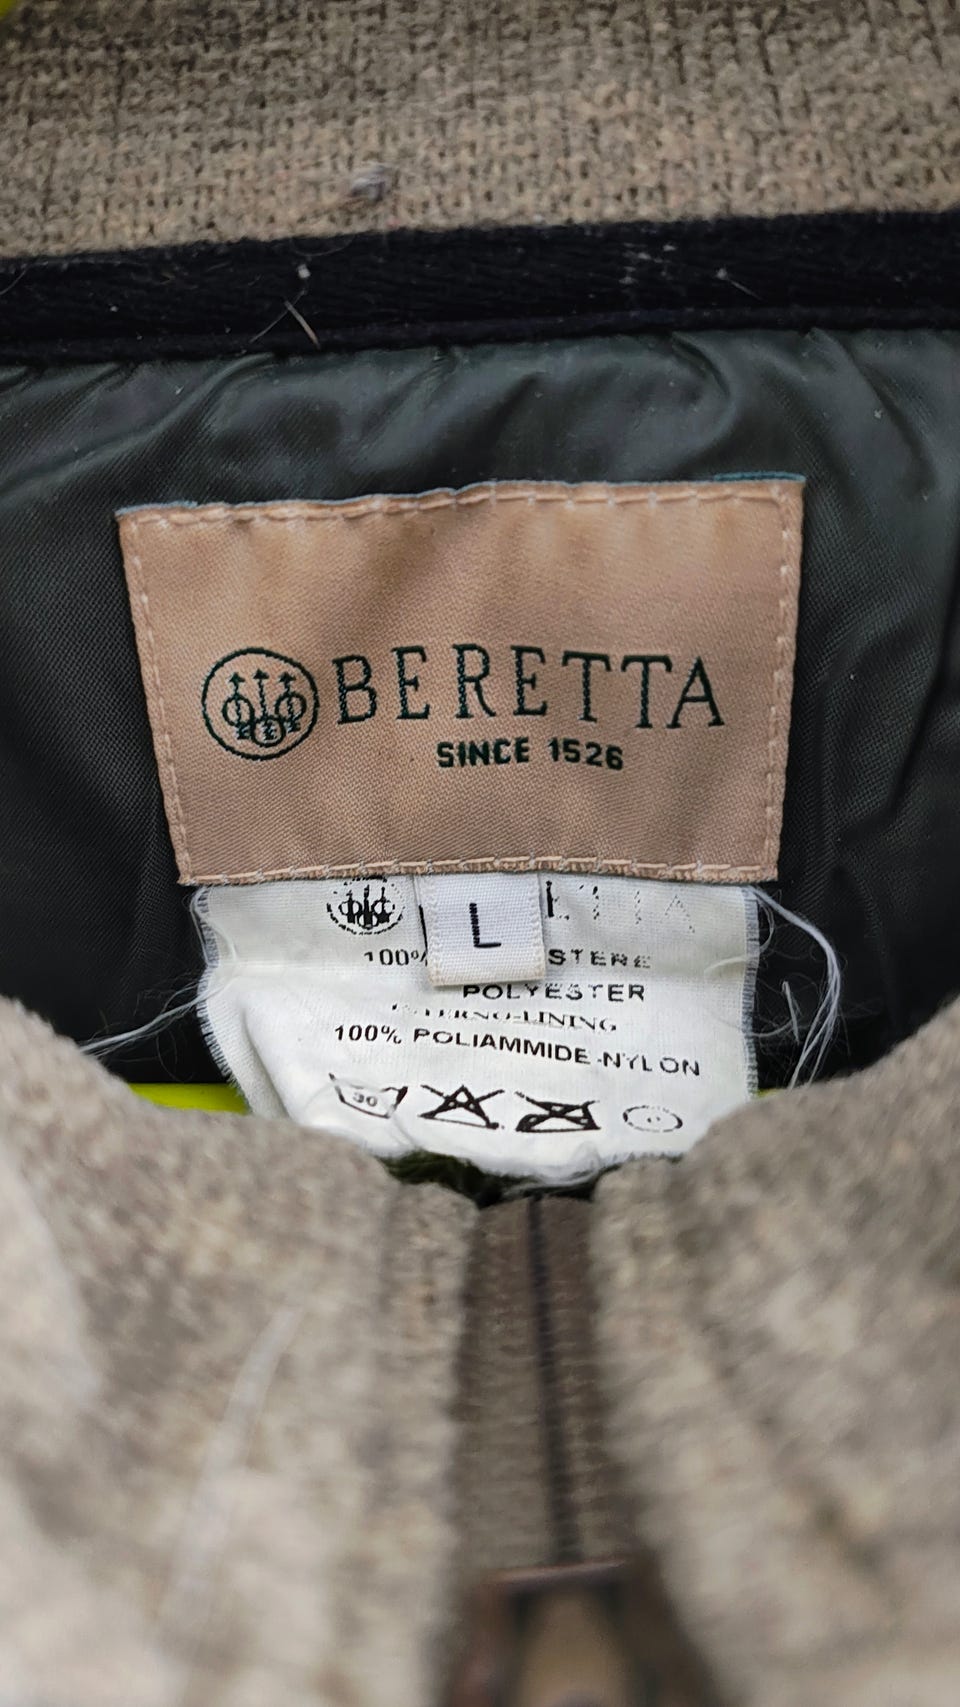 BERETTA
SINCE 1526
L
POLYESTER
100% POLIAMMIDE-NYLON
30